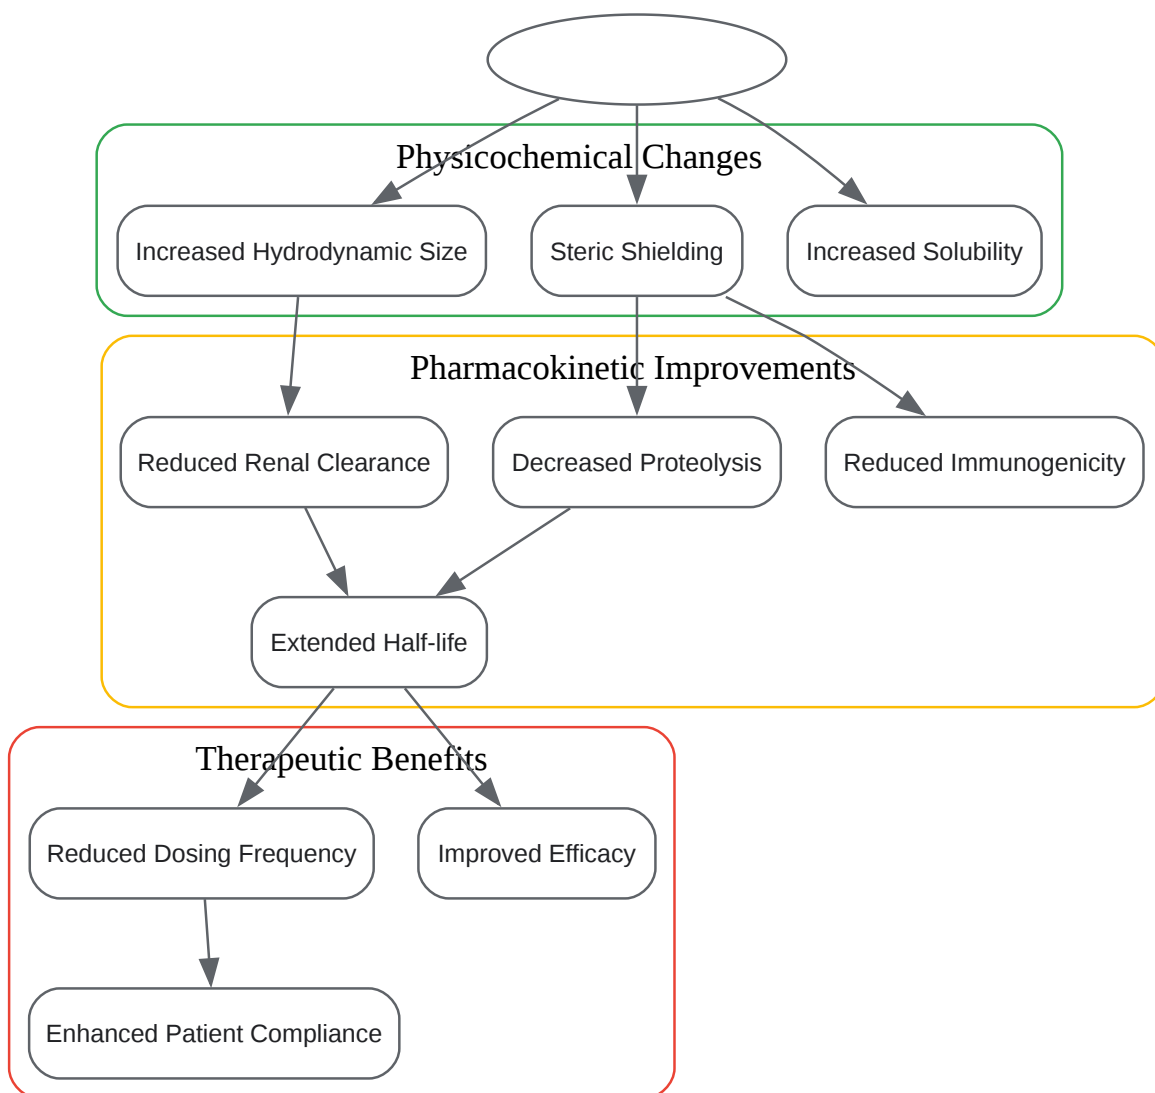 Physicochemical Changes
Increased Hydrodynamic Size
Steric Shielding
Increased Solubility
Pharmacokinetic Improvements
Reduced Renal Clearance
Decreased Proteolysis
Reduced Immunogenicity
Extended Half-life
Therapeutic Benefits
Reduced Dosing Frequency
Improved Efficacy
Enhanced Patient Compliance